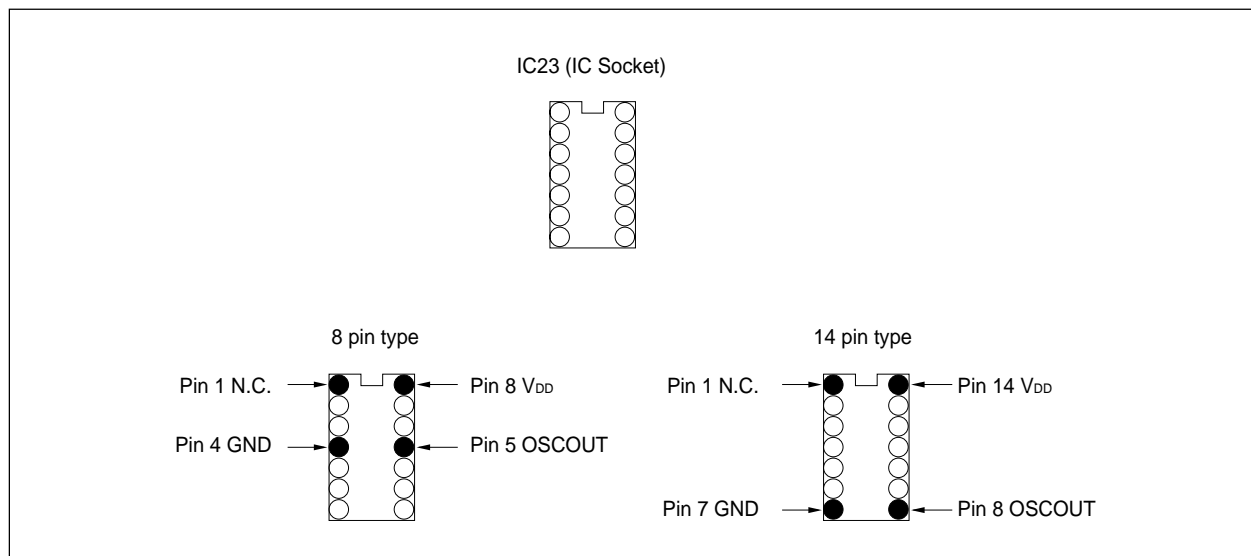 IC23 (IC Socket)
8 pin type
Pin 1 N.C.
Pin 8 VDD
Pin 4 GND
Pin 5 OSCOUT
14 pin type
Pin 1 N.C.
Pin 14 VDD
Pin 7 GND
Pin 8 OSCOUT